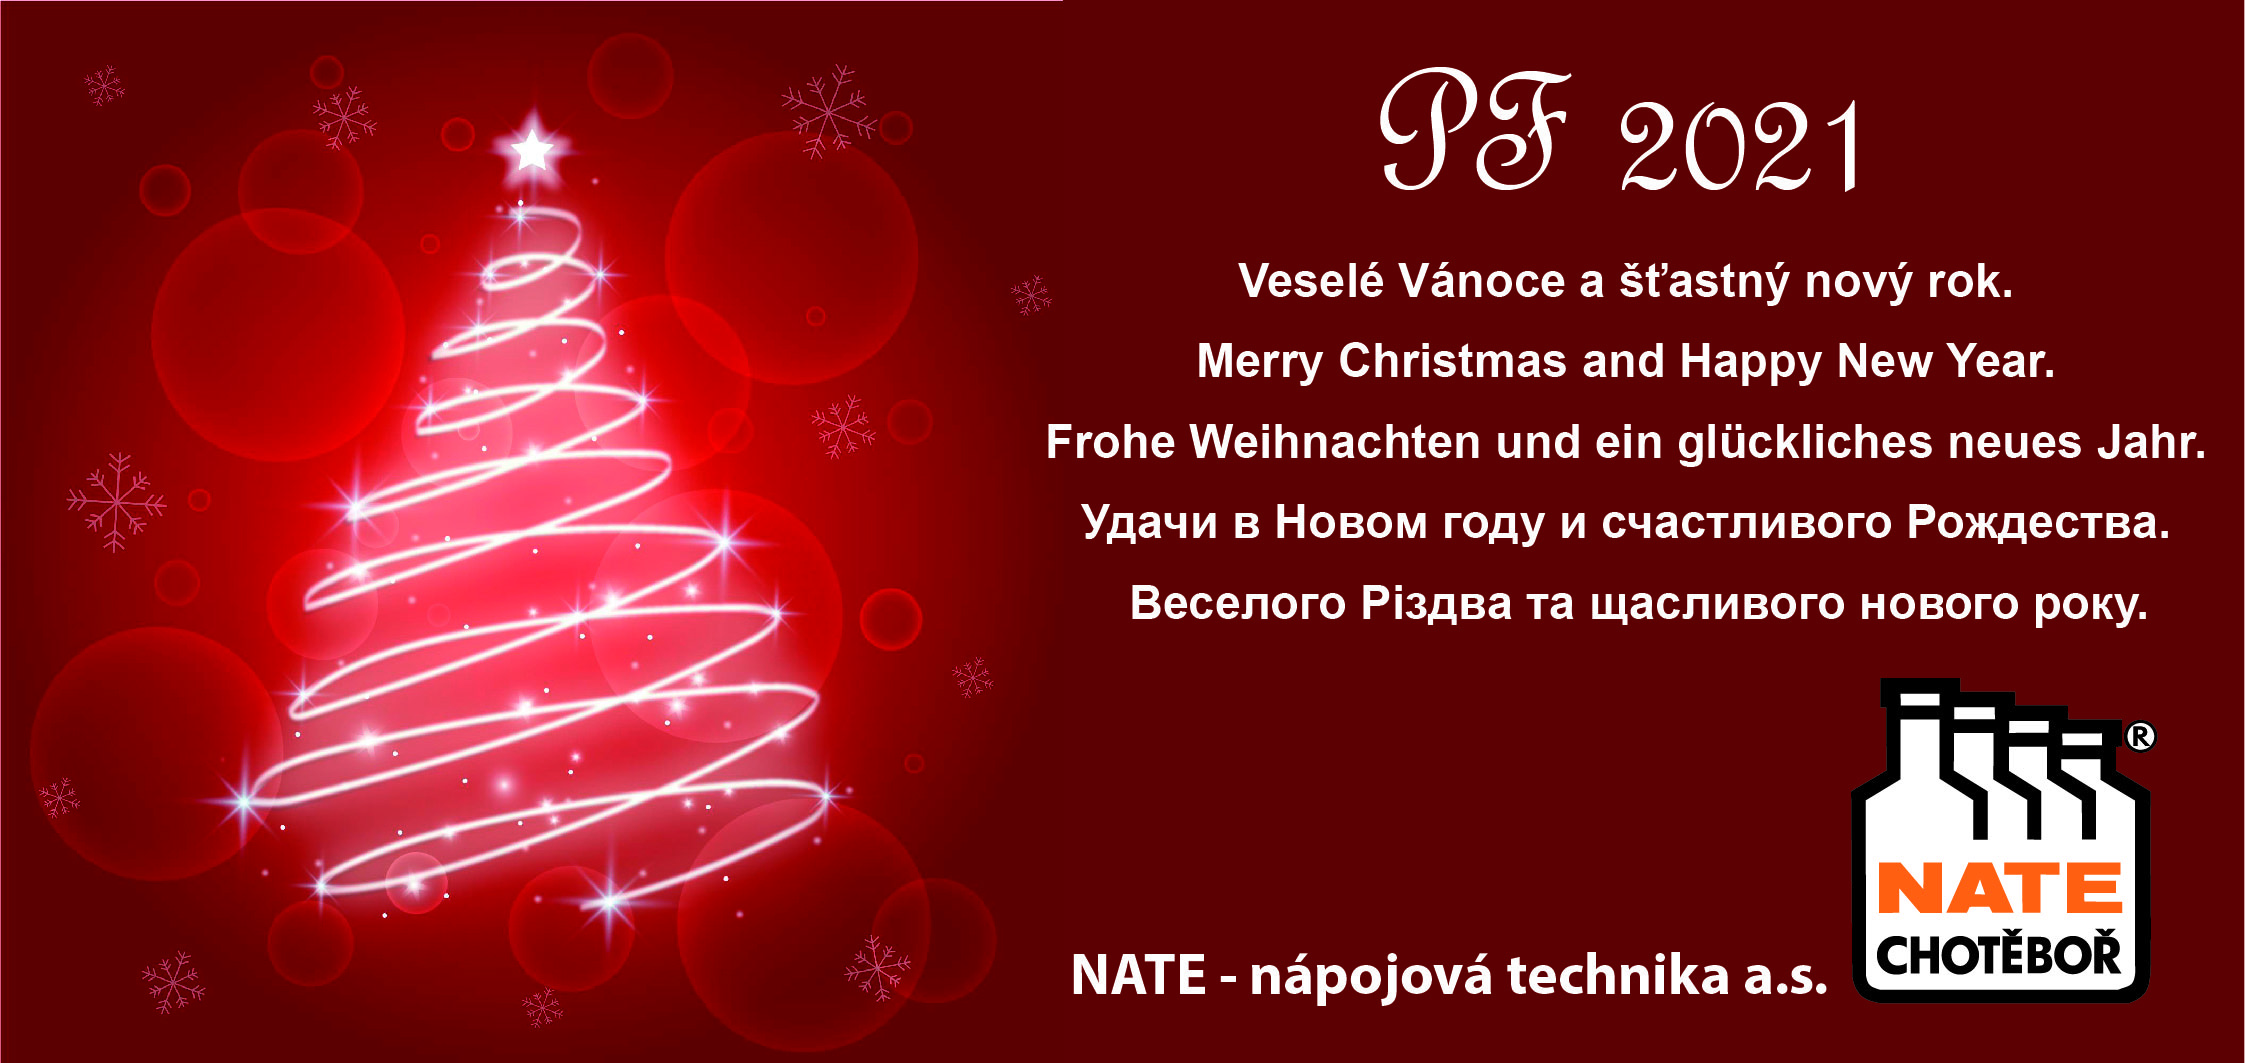 PF 2021
Veselé Vánoce a šťastný nový rok.
Merry Christmas and Happy New Year.
Frohe Weihnachten und ein glückliches neues Jahr.
Удачи в Новом году и счастливого Рождества.
Веселого Різдва та щасливого нового року.
®
NATE
CHOTĚBOŘ
NATE - nápojová technika a.s.